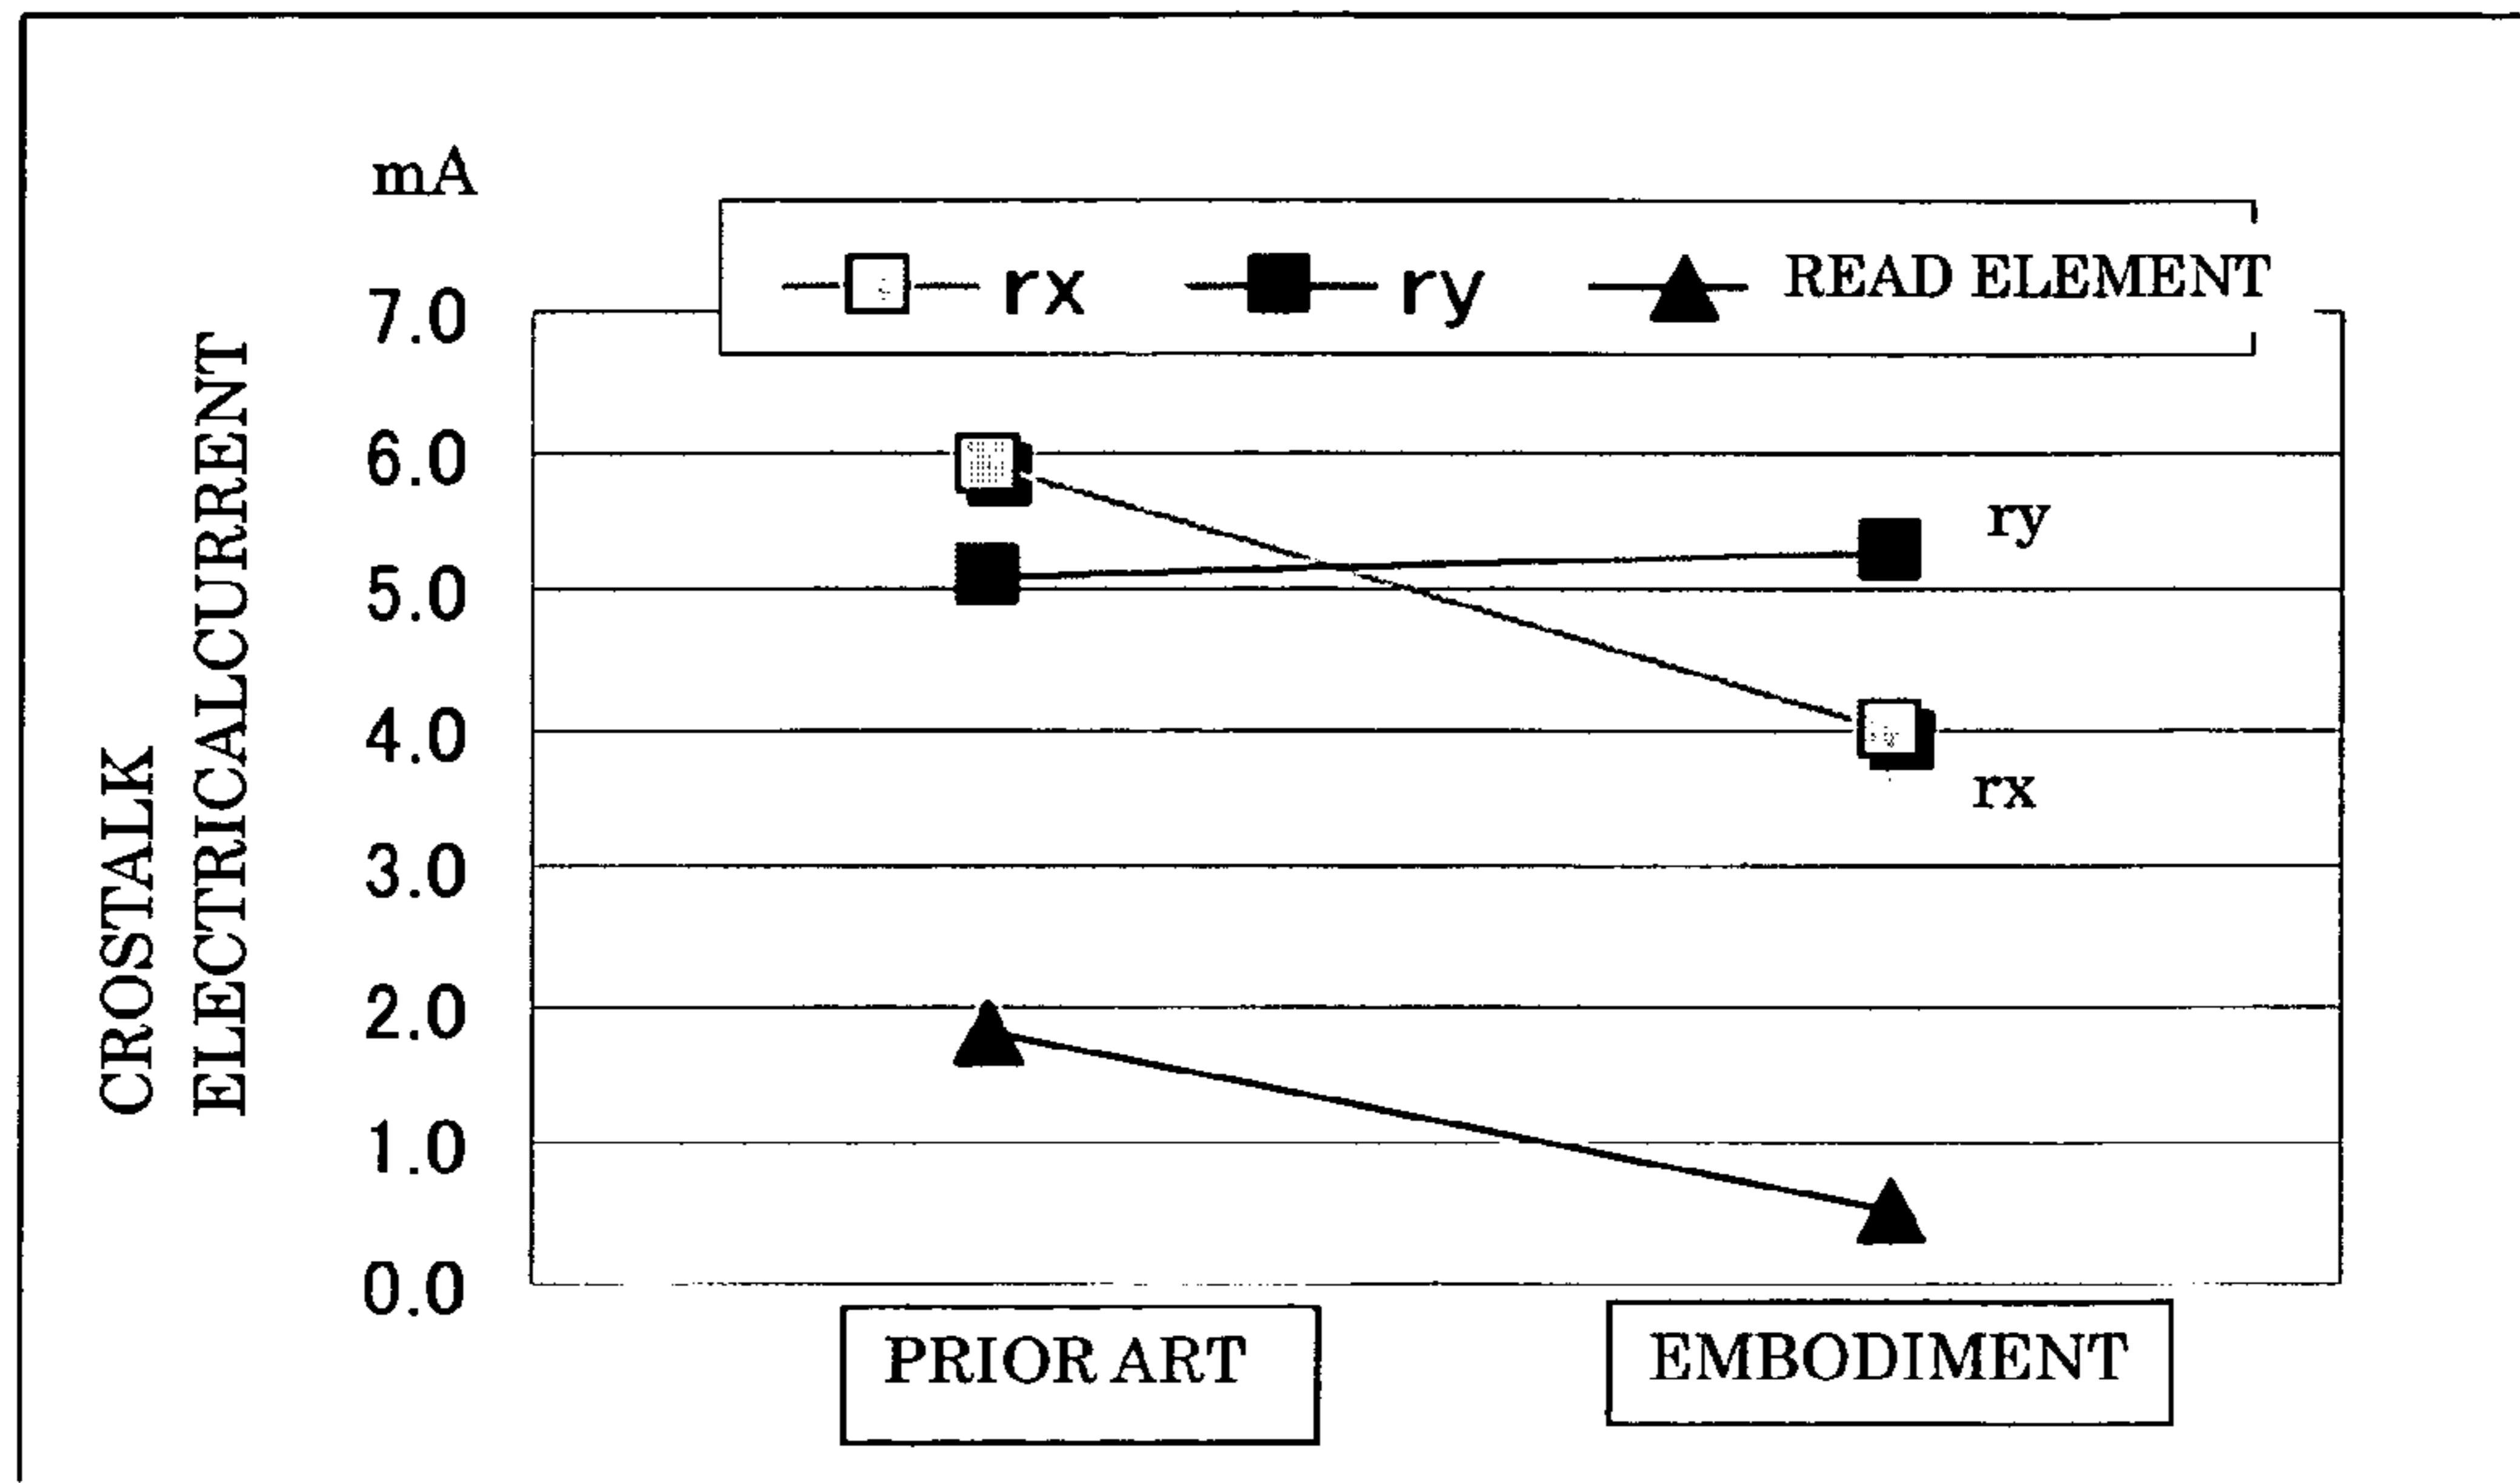 mA
rx ry READ ELEMENT
7.0
6.0
5.0
4.0
3.0
2.0
1.0
0.0
CROSTALK
ELECTRICALCURRENT
ry
rx
PRIOR ART
EMBODIMENT